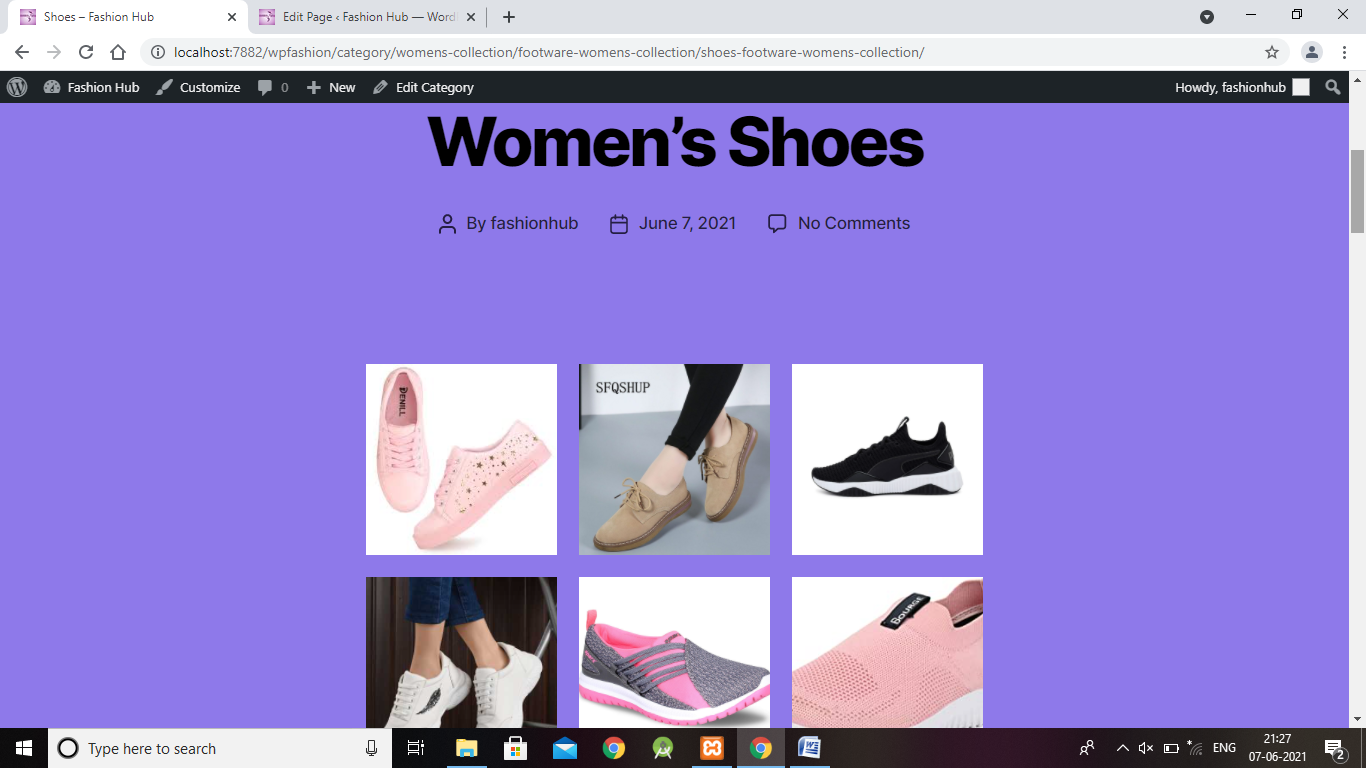 Shoes – Fashion Hub
Edit Page ‹ Fashion Hub — Word
localhost:7882/wpfashion/category/womens-collection/footware-womens-collection/shoes-footware-womens-collection/
Fashion Hub Customize 0 New Edit Category Howdy, fashionhub
Women's Shoes
By fashionhub June 7, 2021 No Comments
DENILL
SFQSHUP
BOURGE
Type here to search
ENG
21:27
07-06-2021
2